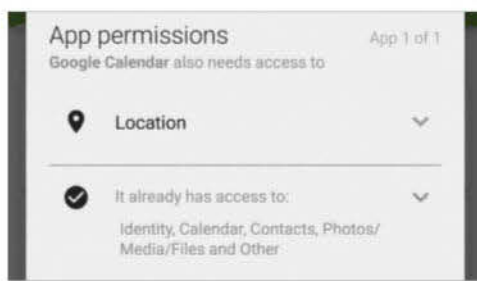 App permissions
App 1 of 1
Google Calendar also needs access to
Location
It already has access to:
Identity, Calendar, Contacts, Photos/
Media/Files and Other